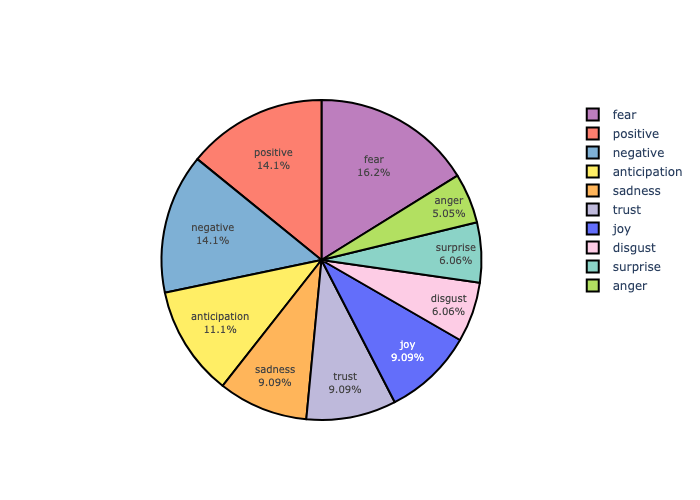 positive
14.1%
fear
16.2%
anger
5.05%
negative
14.1%
surprise
6.06%
disgust
6.06%
anticipation
11.1%
joy
9.09%
sadness
9.09%
trust
9.09%
fear
positive
negative
anticipation
sadness
trust
joy
disgust
surprise
anger